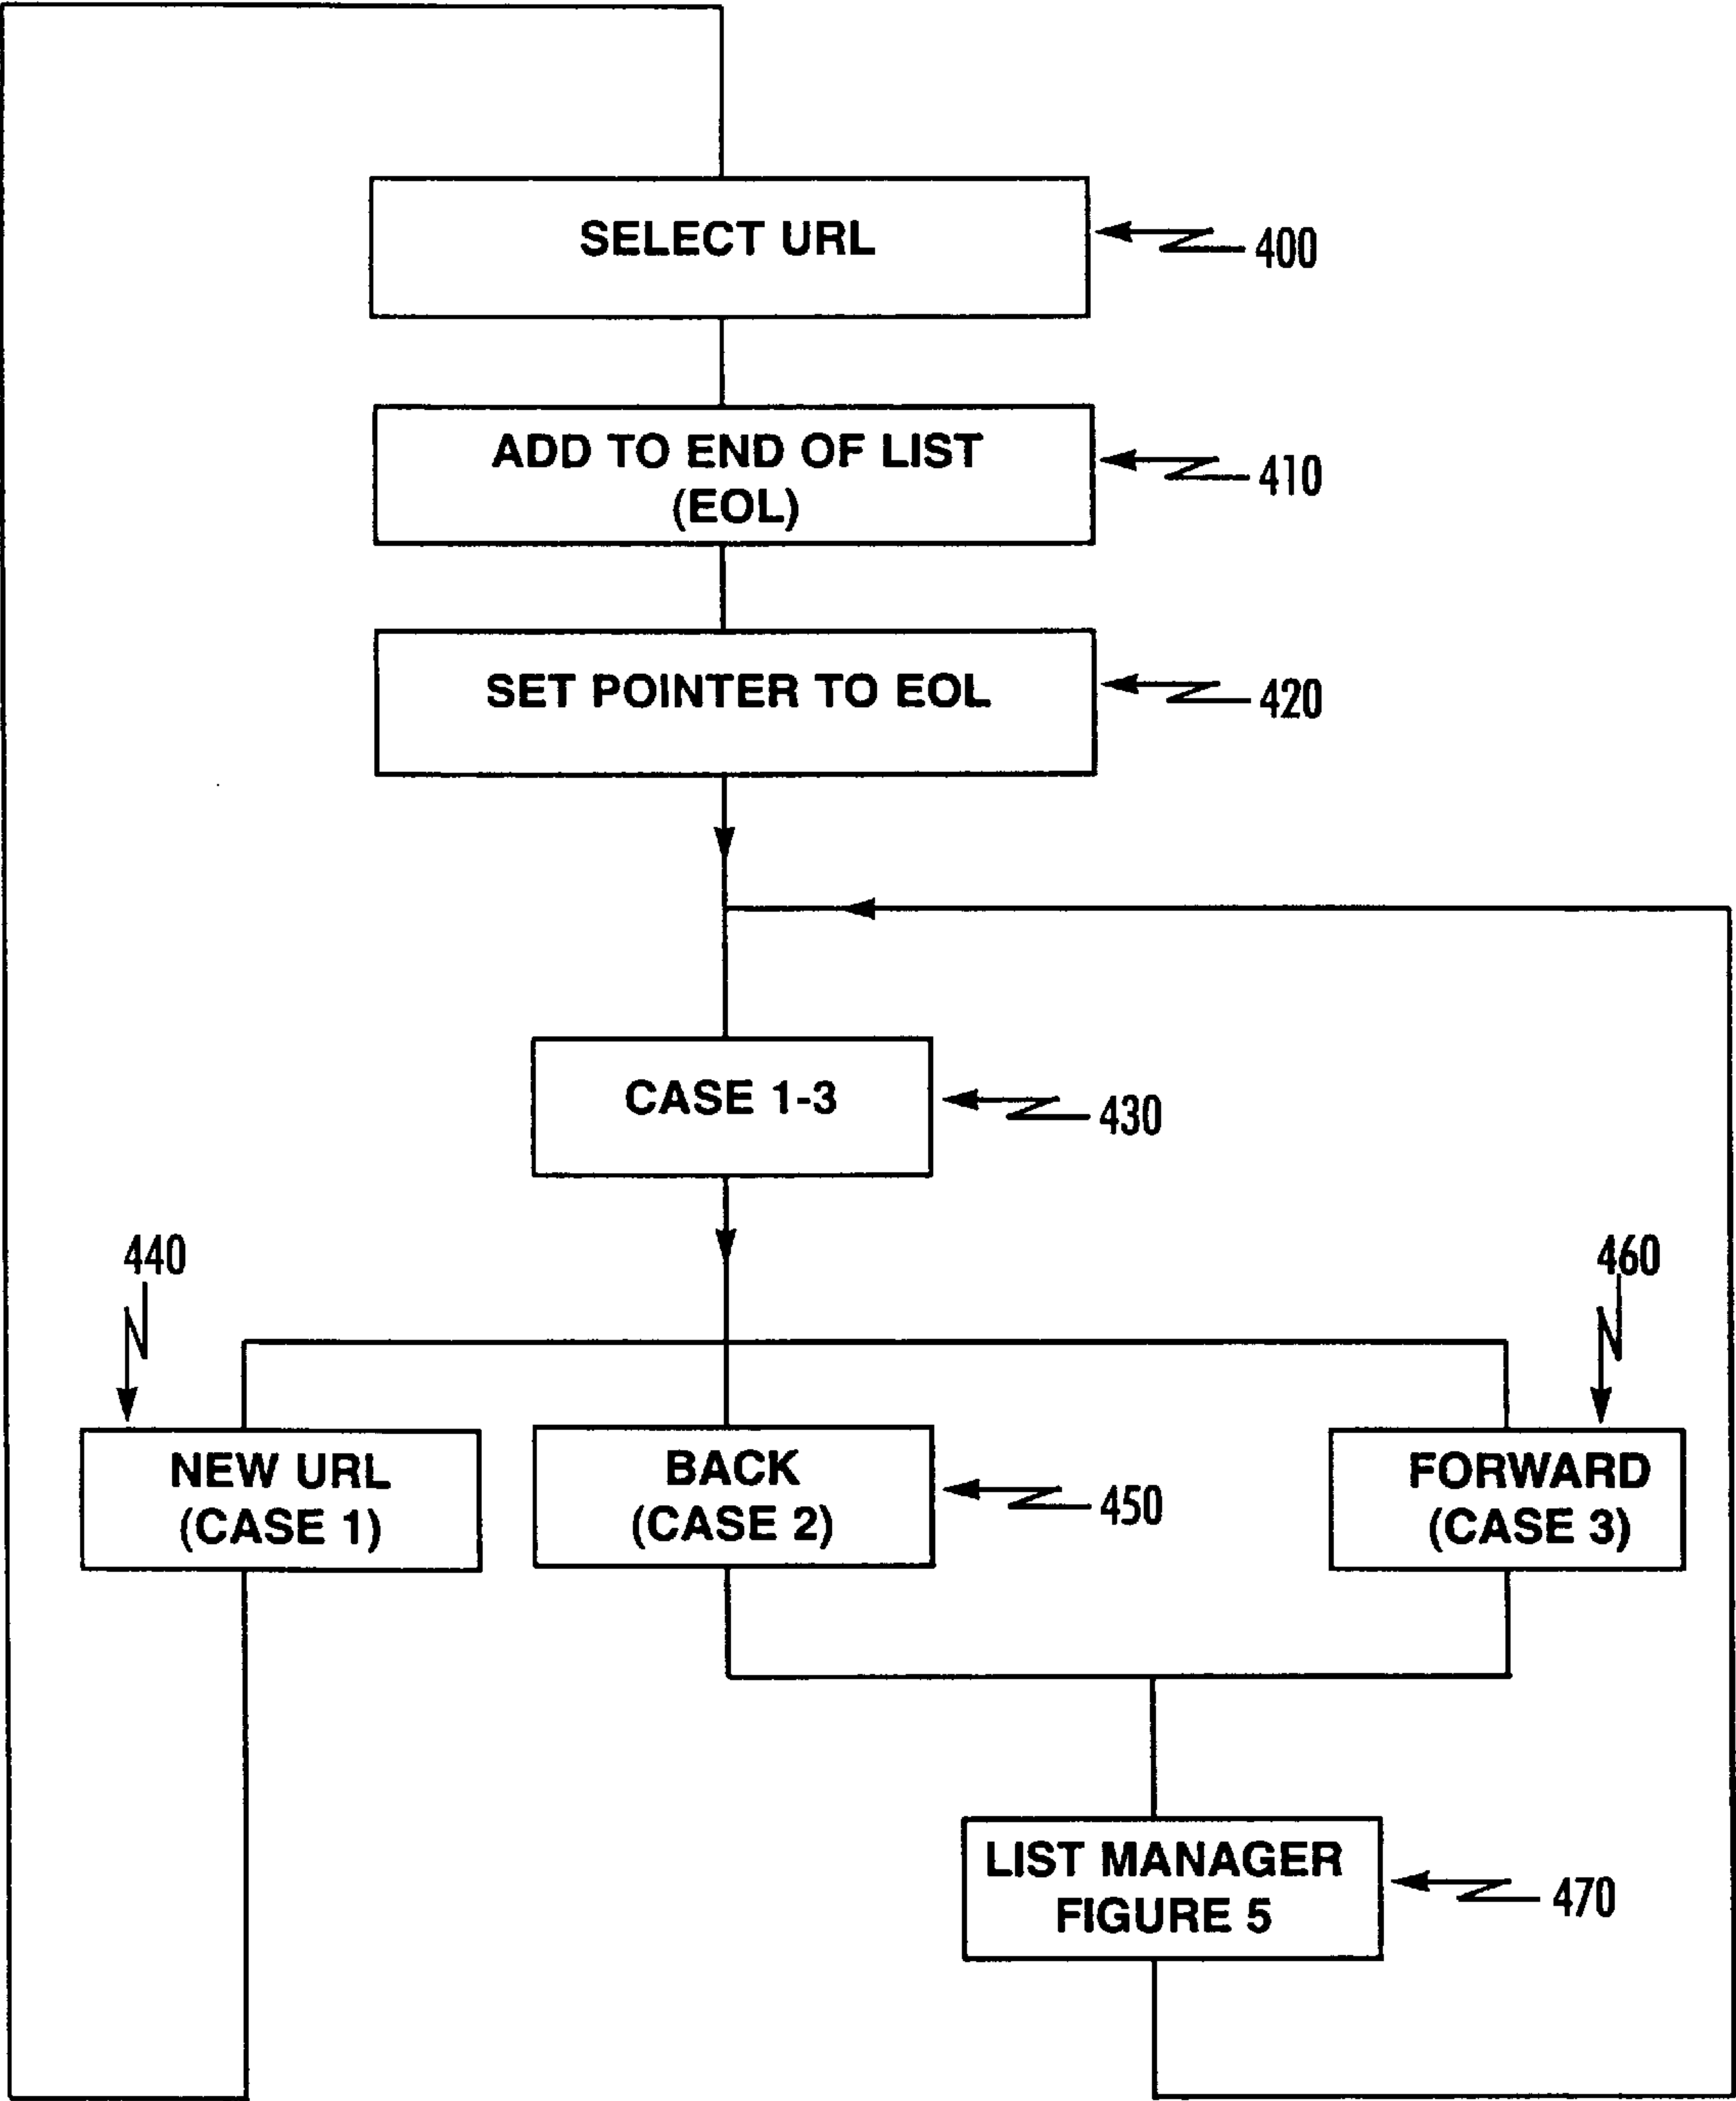 SELECT URL
400
ADD TO END OF LIST
(EOL)
410
SET POINTER TO EOL
420
CASE 1-3
430
440
460
NEW URL
(CASE 1)
BACK
(CASE 2)
450
FORWARD
(CASE 3)
LIST MANAGER
FIGURE 5
470